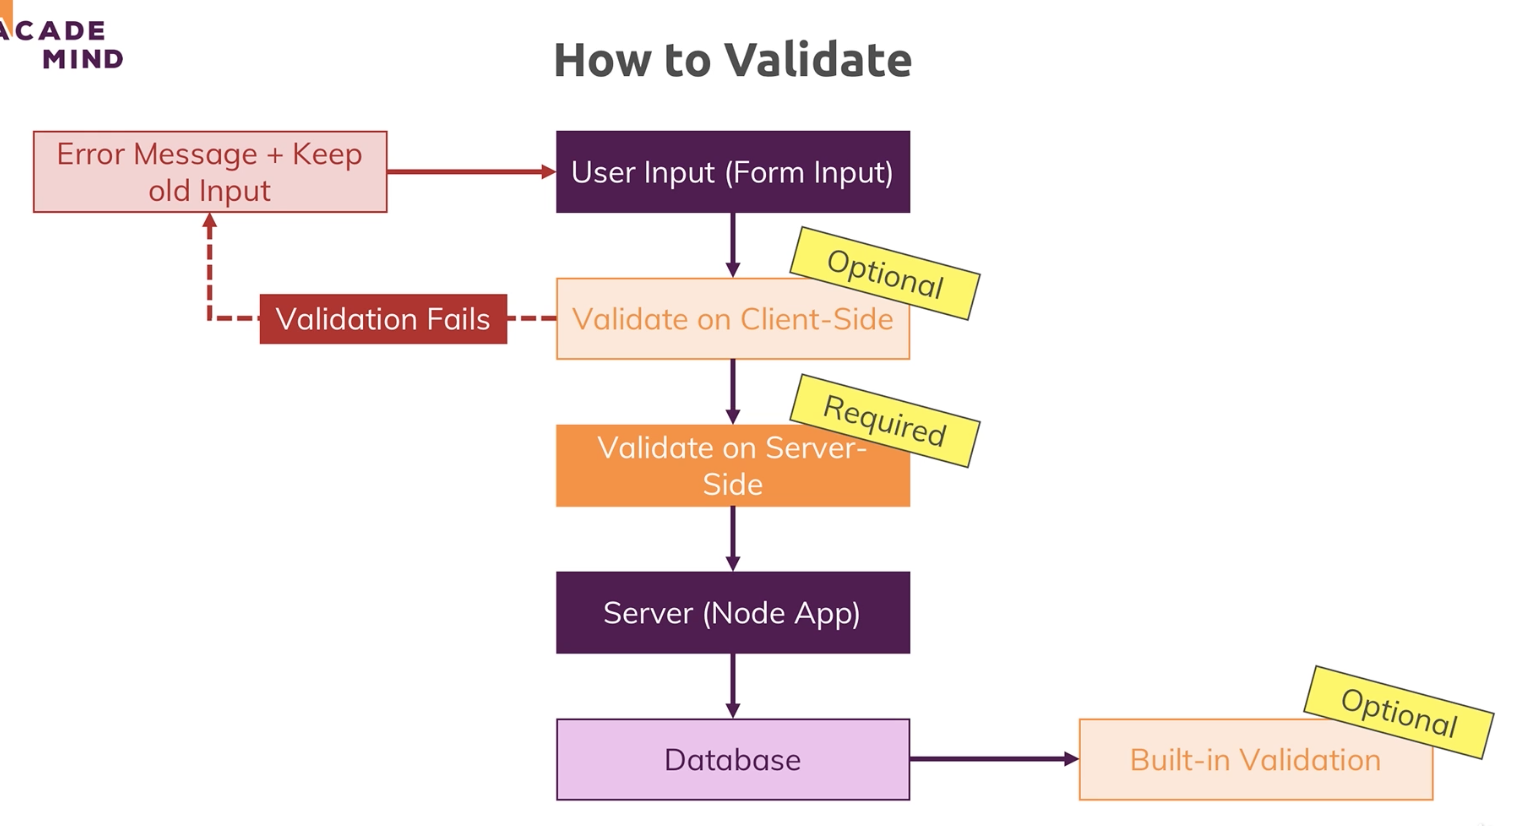 ACADE
MIND
How to Validate
Error Message + Keep
old Input
User Input (Form Input)
Optional
Validation Fails
Validate on Client-Side
Required
Validate on Server-
Side
Server (Node App)
Optional
Database
Built-in Validation